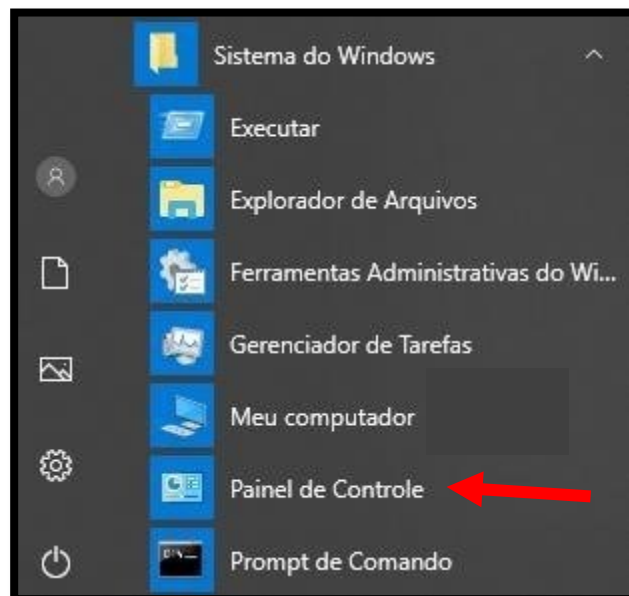 Sistema do Windows
Executar
Explorador de Arquivos
Ferramentas Administrativas do Wi...
Gerenciador de Tarefas
Meu computador
Painel de Controle
Prompt de Comando